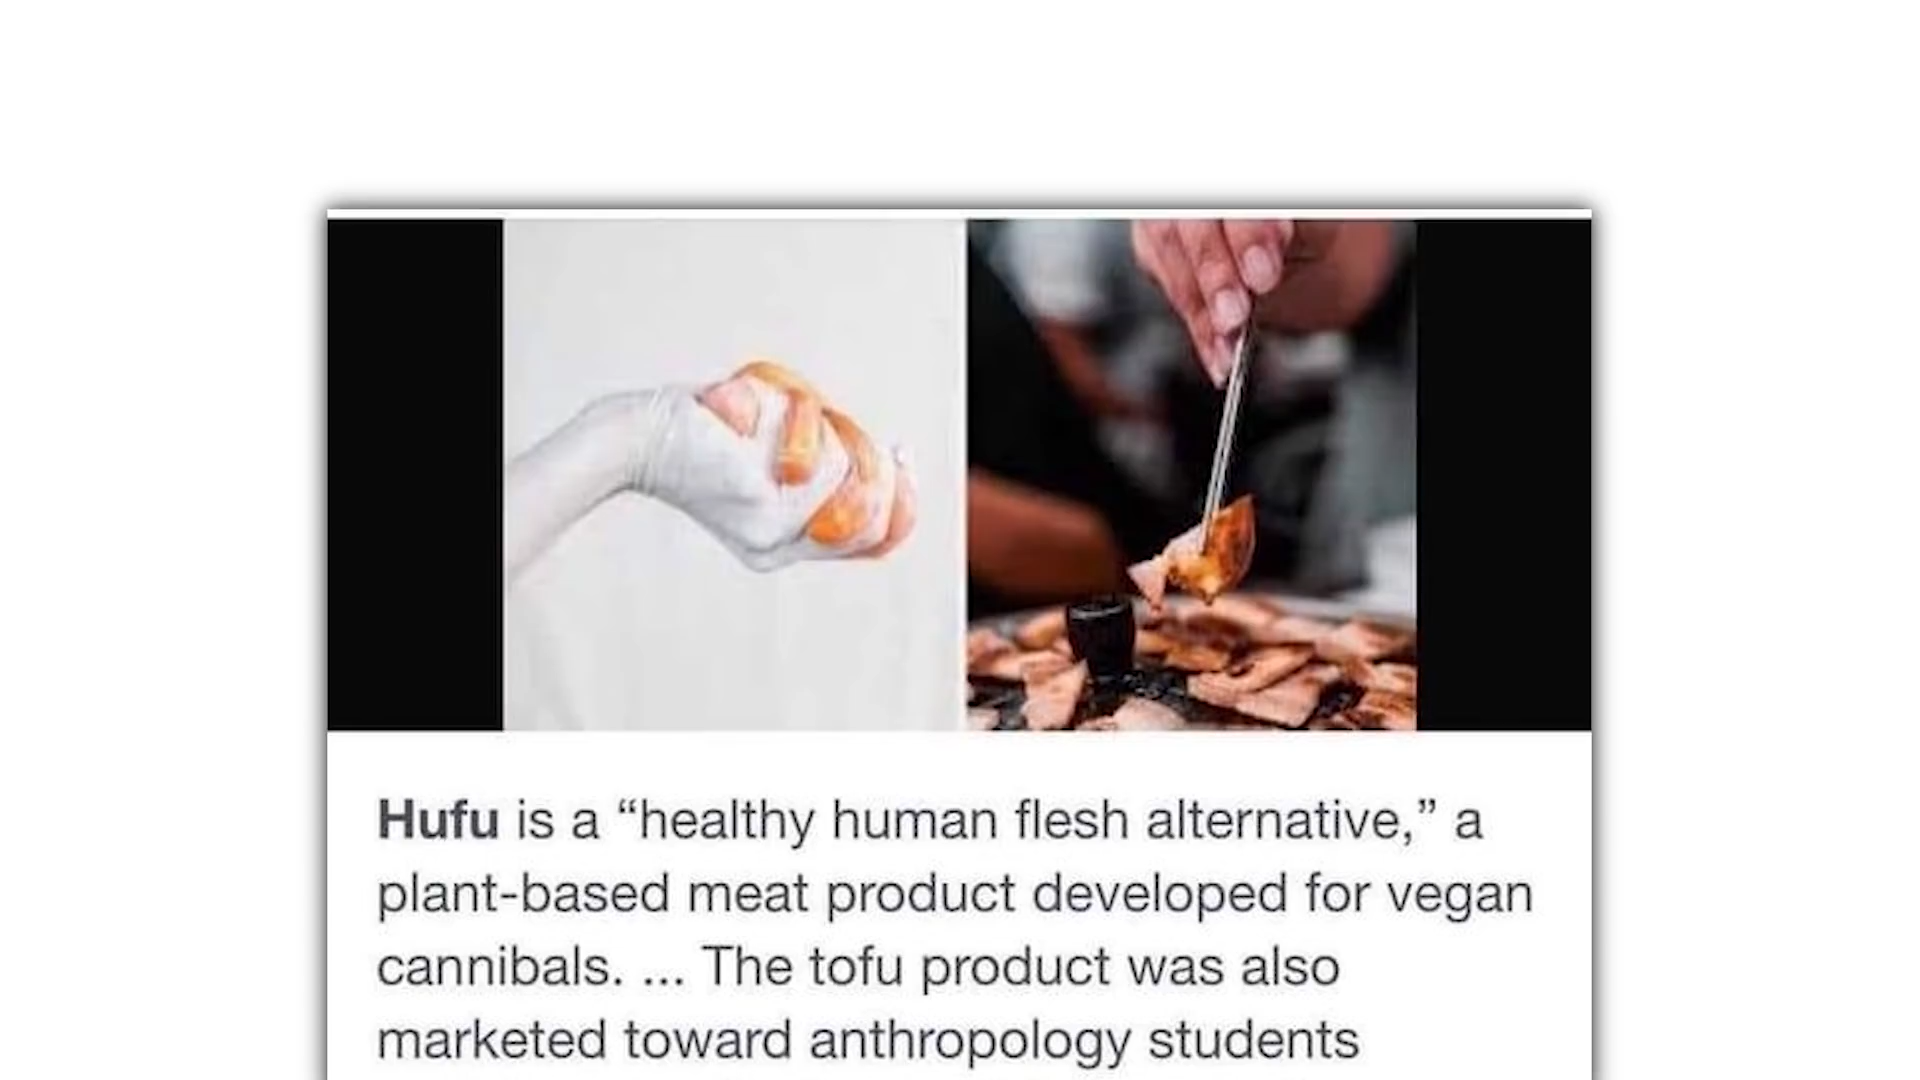 Hufu is a “healthy human flesh alternative,” a
plant-based meat product developed for vegan
cannibals. ... The tofu product was also
marketed toward anthropology students